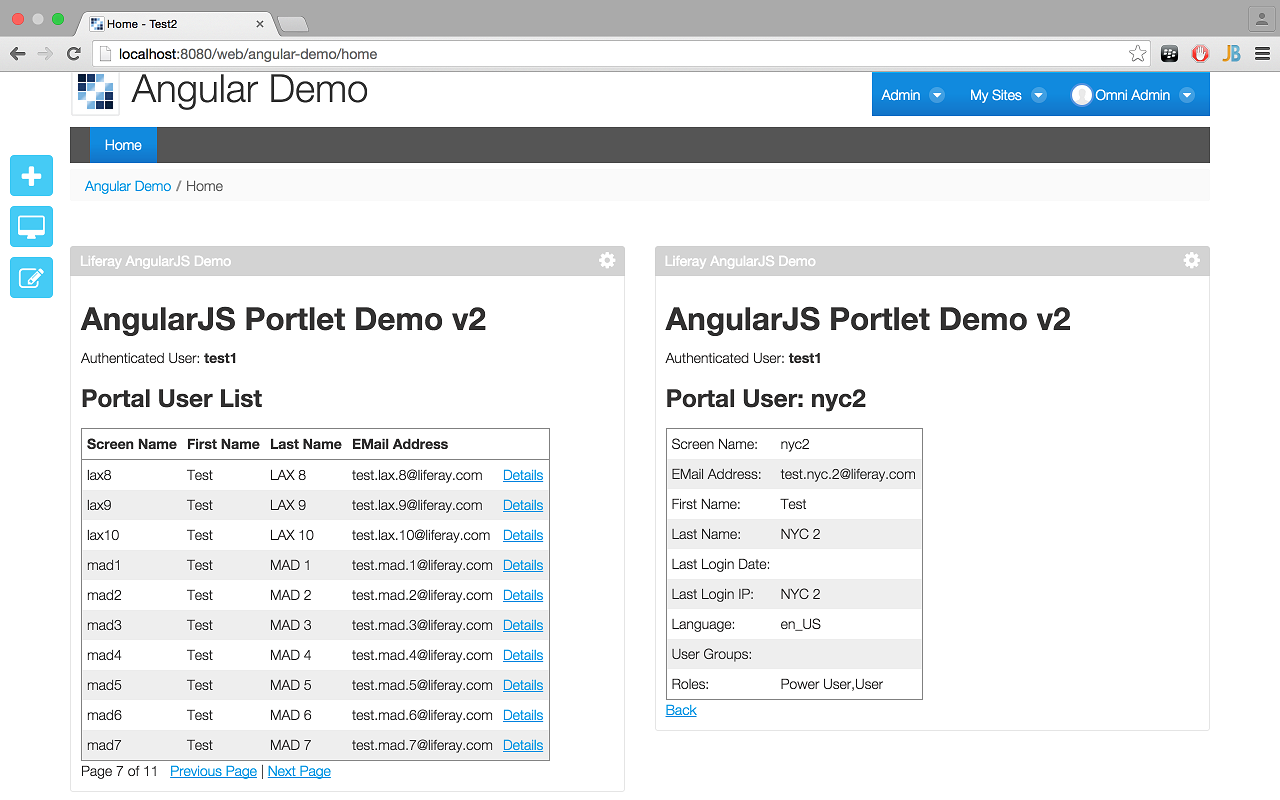 Home - Test2
localhost:8080/web/angular-demo/home
JB
Angular Demo
Admin My Sites Omni Admin
Home
Angular Demo / Home
Liferay AngularJS Demo
AngularJS Portlet Demo v2
Authenticated User: test1
Portal User List
Screen Name First Name Last Name EMail Address
lax8 Test LAX 8 test.lax.8@liferay.com Details
lax9 Test LAX 9 test.lax.9@liferay.com Details
lax10 Test LAX 10 test.lax.10@liferay.com Details
mad1 Test MAD 1 test.mad.1@liferay.com Details
mad2 Test MAD 2 test.mad.2@liferay.com Details
mad3 Test MAD 3 test.mad.3@liferay.com Details
mad4 Test MAD 4 test.mad.4@liferay.com Details
mad5 Test MAD 5 test.mad.5@liferay.com Details
mad6 Test MAD 6 test.mad.6@liferay.com Details
mad7 Test MAD 7 test.mad.7@liferay.com Details
Page 7 of 11 Previous Page | Next Page
Liferay AngularJS Demo
AngularJS Portlet Demo v2
Authenticated User: test1
Portal User: nyc2
Screen Name: nyc2
EMail Address: test.nyc.2@liferay.com
First Name: Test
Last Name: NYC 2
Last Login Date:
Last Login IP: NYC 2
Language: en_US
User Groups:
Roles: Power User,User
Back